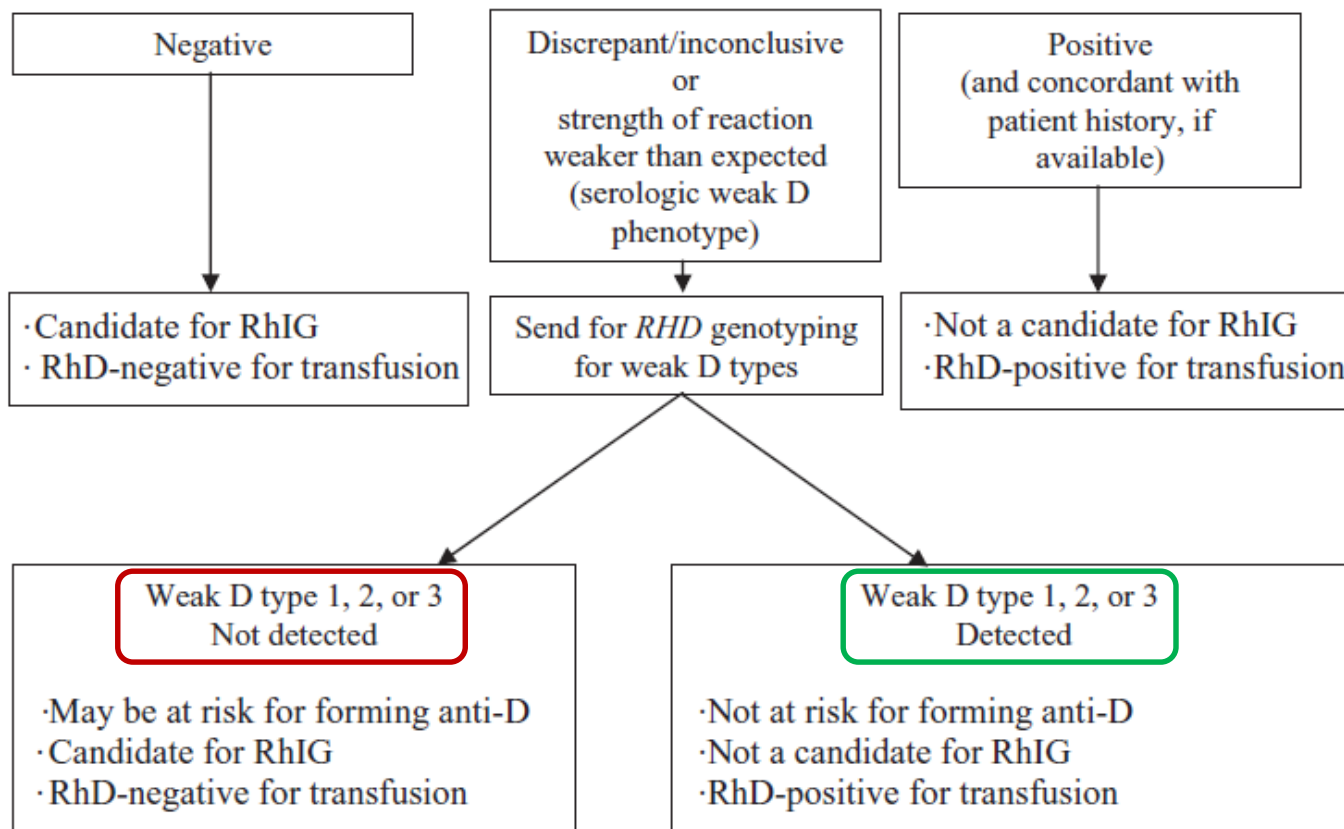 Negative
Discrepant/inconclusive
or
strength of reaction
weaker than expected
(serologic weak D
phenotype)
Positive
(and concordant with
patient history, if
available)
·Candidate for RhIG
· RhD-negative for transfusion
Send for RHD genotyping
for weak D types
·Not a candidate for RhIG
·RhD-positive for transfusion
Weak D type 1, 2, or 3
Not detected
·May be at risk for forming anti-D
·Candidate for RhIG
·RhD-negative for transfusion
Weak D type 1, 2, or 3
Detected
·Not at risk for forming anti-D
·Not a candidate for RhIG
·RhD-positive for transfusion